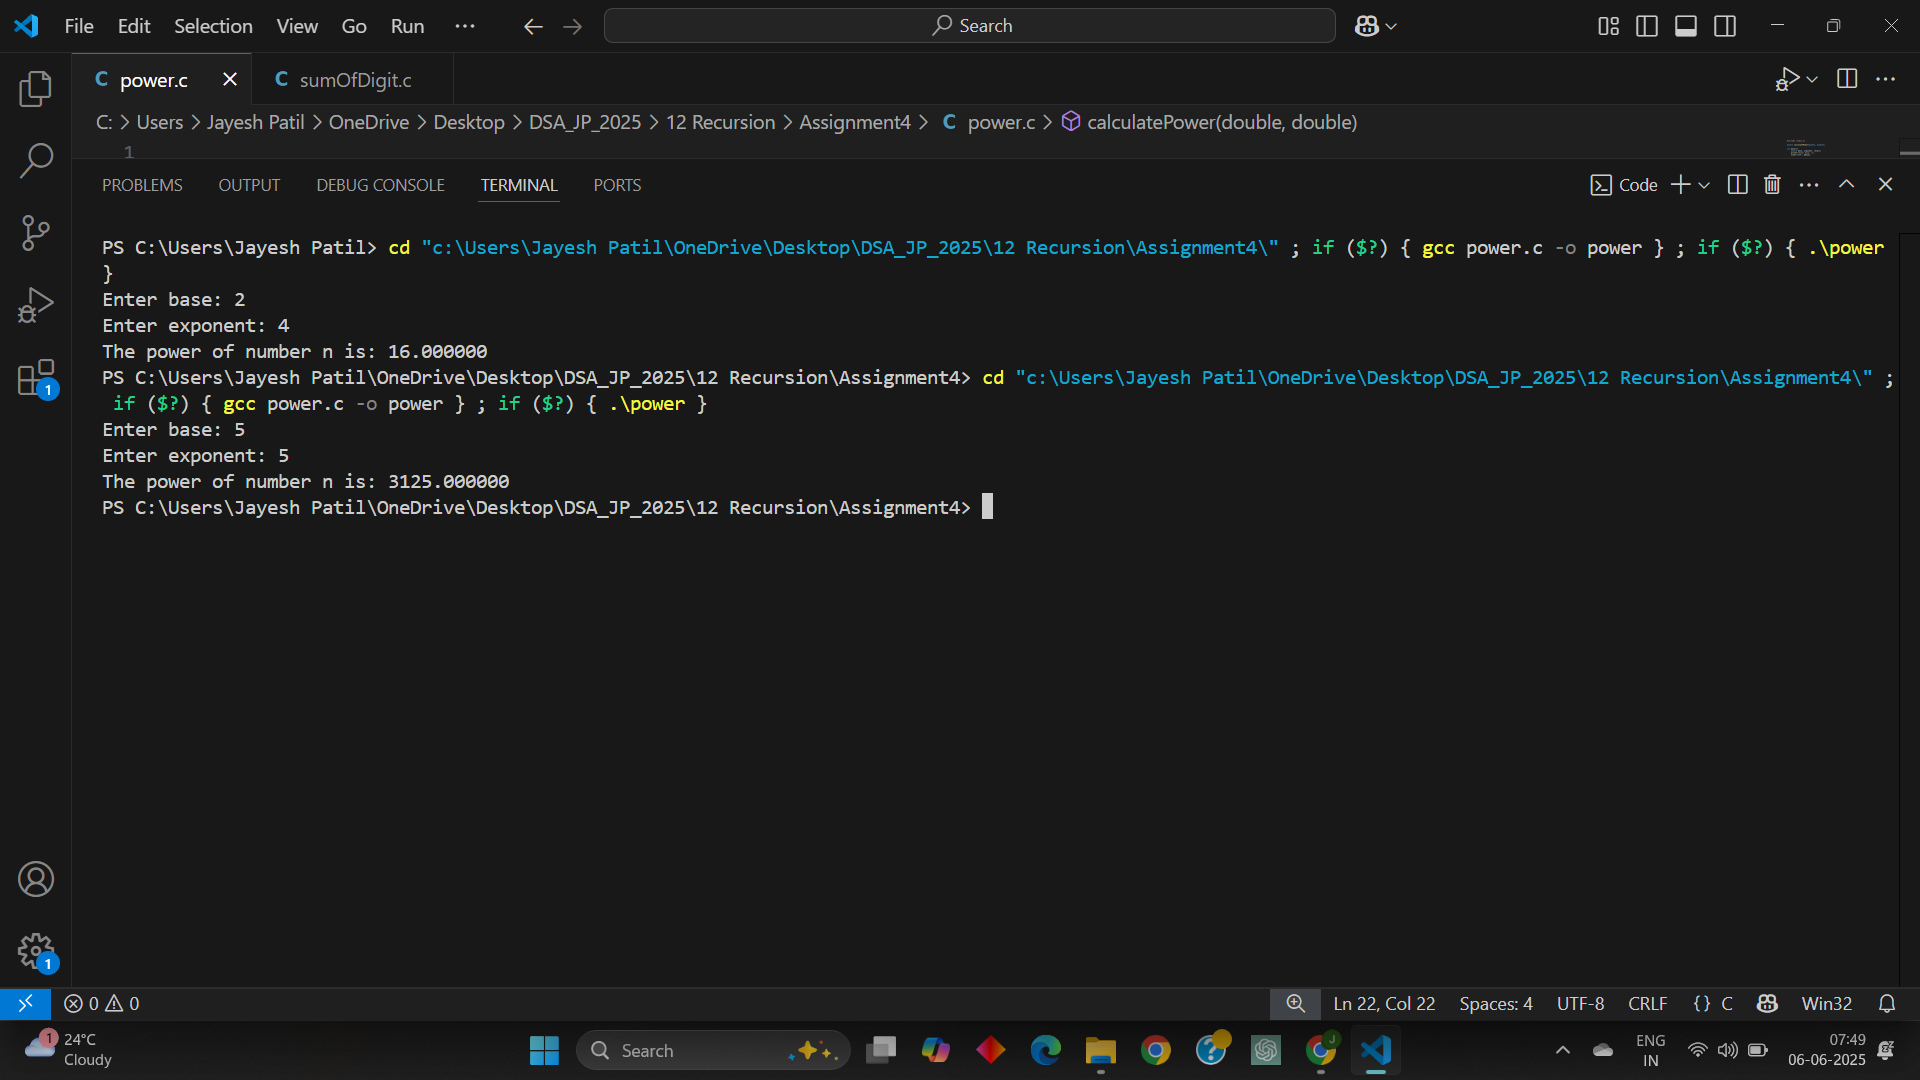 File Edit Selection View Go Run ··· Search
C power.c C sumOfDigit.c
C: > Users > Jayesh Patil > OneDrive > Desktop > DSA_JP_2025 > 12 Recursion > Assignment4 > C power.c > calculatePower(double, double)
1
PROBLEMS OUTPUT DEBUG CONSOLE TERMINAL PORTS Code
PS C:\Users\Jayesh Patil> cd "c:\Users\Jayesh Patil\OneDrive\Desktop\DSA_JP_2025\12 Recursion\Assignment4\" ; if ($?) { gcc power.c -o power } ; if ($?) { .\power
}
Enter base: 2
Enter exponent: 4
The power of number n is: 16.000000
PS C:\Users\Jayesh Patil\OneDrive\Desktop\DSA_JP_2025\12 Recursion\Assignment4> cd "c:\Users\Jayesh Patil\OneDrive\Desktop\DSA_JP_2025\12 Recursion\Assignment4\" ;
if ($?) { gcc power.c -o power } ; if ($?) { .\power }
Enter base: 5
Enter exponent: 5
The power of number n is: 3125.000000
PS C:\Users\Jayesh Patil\OneDrive\Desktop\DSA_JP_2025\12 Recursion\Assignment4>
1
1
0 0 Ln 22, Col 22 Spaces: 4 UTF-8 CRLF {} C Win32
1 24°C
Cloudy
Search
J
ENG
IN
07:49
06-06-2025